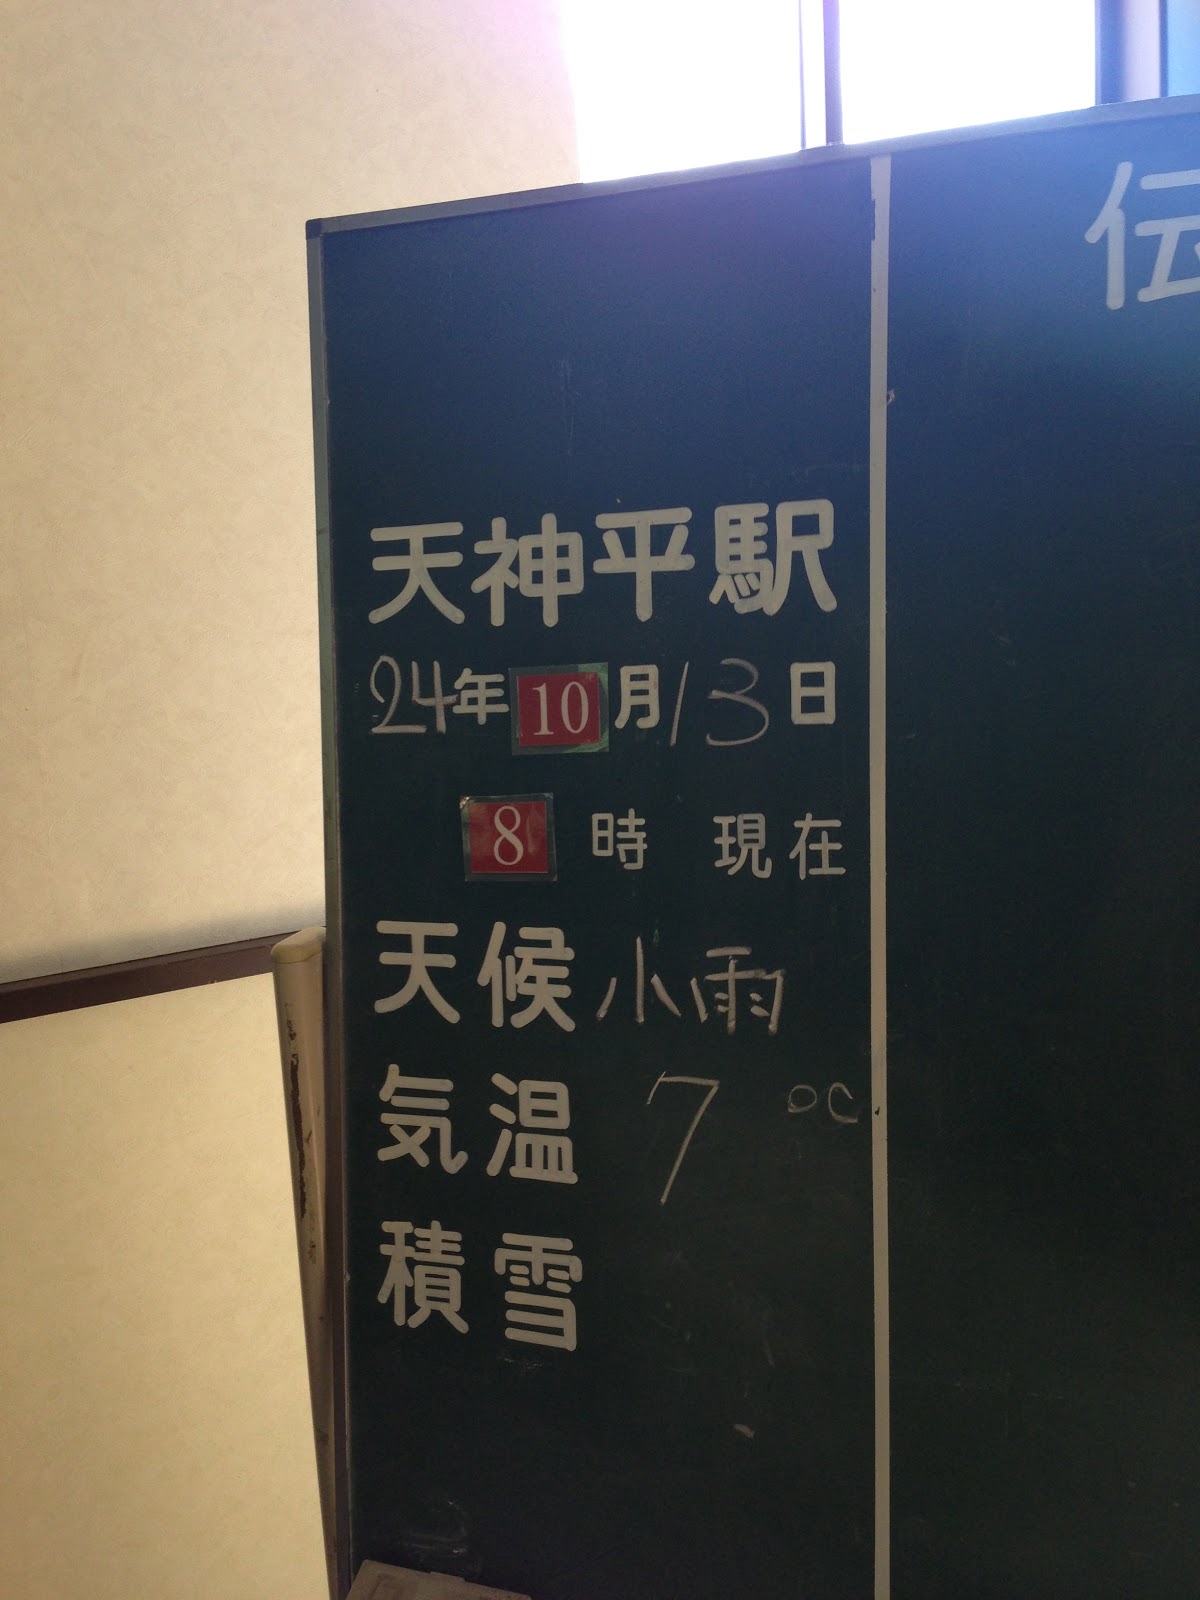 天神平駅
24年10月13日
8時 現在
天候 小雨
気温 7 ℃
積雪
伝